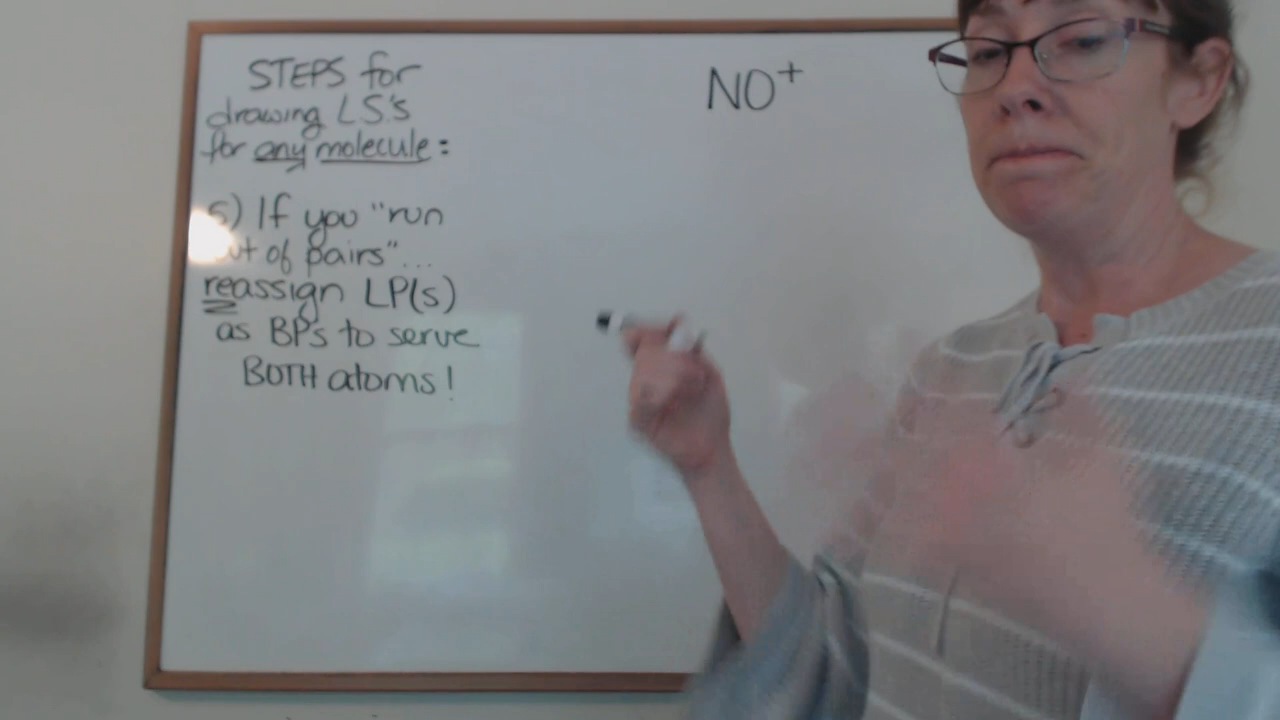 STEPS for
drawing L.S.'s
for any molecule:
5) If you "run
of pairs"...
reassign LP(s)
as BPs to serve
BOTH atoms!
NO⁺